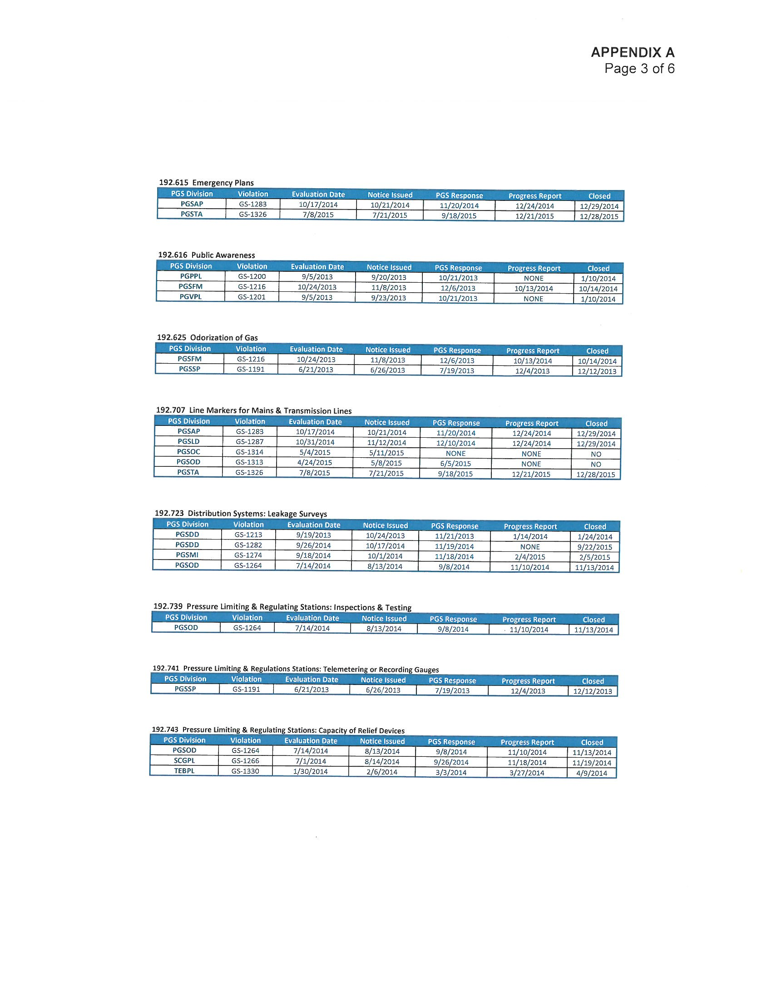 APPENDIX A
Page 3 of 6
192.615 Emergency Plans
PGS Division Violation Evaluation Date Notice Issued PGS Response Progress Report Closed
PGSAP GS-1283 10/17/2014 10/21/2014 11/20/2014 12/24/2014 12/29/2014
PGSTA GS-1326 7/8/2015 7/21/2015 9/18/2015 12/21/2015 12/28/2015
192.616 Public Awareness
PGS Division Violation Evaluation Date Notice Issued PGS Response Progress Report Closed
PGPPL GS-1200 9/5/2013 9/20/2013 10/21/2013 NONE 1/10/2014
PGSFM GS-1216 10/24/2013 11/8/2013 12/6/2013 10/13/2014 10/14/2014
PGVPL GS-1201 9/5/2013 9/23/2013 10/21/2013 NONE 1/10/2014
192.625 Odorization of Gas
PGS Division Violation Evaluation Date Notice Issued PGS Response Progress Report Closed
PGSFM GS-1216 10/24/2013 11/8/2013 12/6/2013 10/13/2014 10/14/2014
PGSSP GS-1191 6/21/2013 6/26/2013 7/19/2013 12/4/2013 12/12/2013
192.707 Line Markers for Mains & Transmission Lines
PGS Division Violation Evaluation Date Notice Issued PGS Response Progress Report Closed
PGSAP GS-1283 10/17/2014 10/21/2014 11/20/2014 12/24/2014 12/29/2014
PGSLD GS-1287 10/31/2014 11/12/2014 12/10/2014 12/24/2014 12/29/2014
PGSOC GS-1314 5/4/2015 5/11/2015 NONE NONE NO
PGSOD GS-1313 4/24/2015 5/8/2015 6/5/2015 NONE NO
PGSTA GS-1326 7/8/2015 7/21/2015 9/18/2015 12/21/2015 12/28/2015
192.723 Distribution Systems: Leakage Surveys
PGS Division Violation Evaluation Date Notice Issued PGS Response Progress Report Closed
PGSDD GS-1213 9/19/2013 10/24/2013 11/21/2013 1/14/2014 1/24/2014
PGSDD GS-1282 9/26/2014 10/17/2014 11/19/2014 NONE 9/22/2015
PGSMI GS-1274 9/18/2014 10/1/2014 11/18/2014 2/4/2015 2/5/2015
PGSOD GS-1264 7/14/2014 8/13/2014 9/8/2014 11/10/2014 11/13/2014
192.739 Pressure Limiting & Regulating Stations: Inspections & Testing
PGS Division Violation Evaluation Date Notice Issued PGS Response Progress Report Closed
PGSOD GS-1264 7/14/2014 8/13/2014 9/8/2014 11/10/2014 11/13/2014
192.741 Pressure Limiting & Regulations Stations: Telemetering or Recording Gauges
PGS Division Violation Evaluation Date Notice Issued PGS Response Progress Report Closed
PGSSP GS-1191 6/21/2013 6/26/2013 7/19/2013 12/4/2013 12/12/2013
192.743 Pressure Limiting & Regulating Stations: Capacity of Relief Devices
PGS Division Violation Evaluation Date Notice Issued PGS Response Progress Report Closed
PGSOD GS-1264 7/14/2014 8/13/2014 9/8/2014 11/10/2014 11/13/2014
SCGPL GS-1266 7/1/2014 8/14/2014 9/26/2014 11/18/2014 11/19/2014
TEBPL GS-1330 1/30/2014 2/6/2014 3/3/2014 3/27/2014 4/9/2014